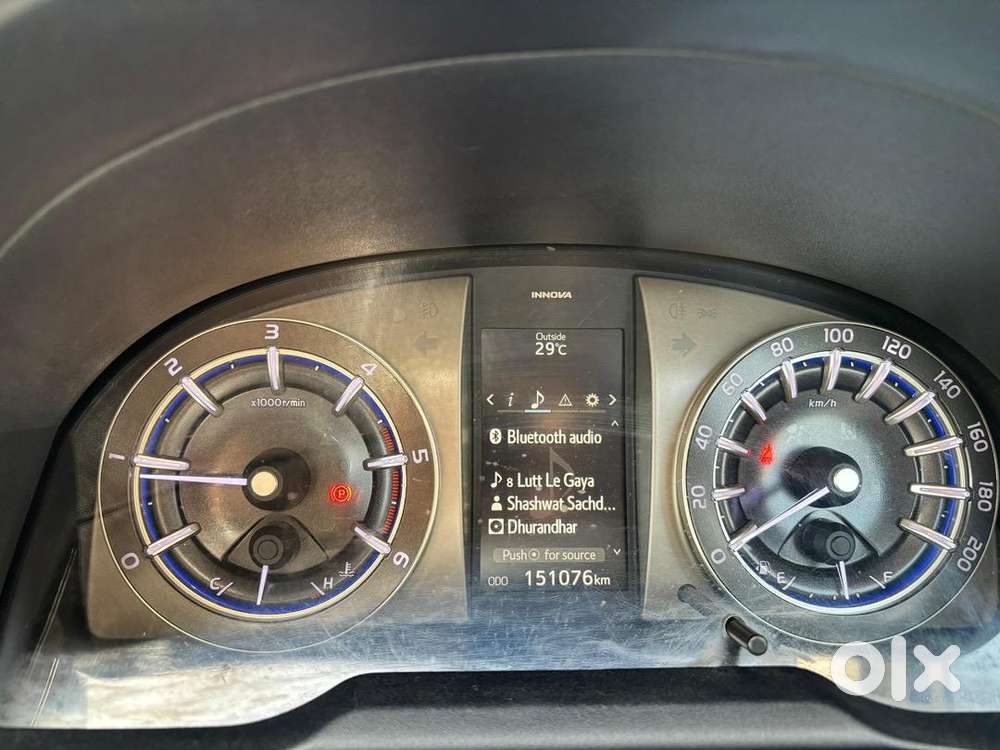 INNOVA
Outside
29°C
i
Bluetooth audio
8 Lutt Le Gaya
Shashwat Sachd...
Dhurandhar
Push for source
ODO 151076 km
0
1
2
3
4
5
6
x1000r/min
P
C
H
0
20
40
60
80
100
120
140
160
180
200
km/h
E
F
olx